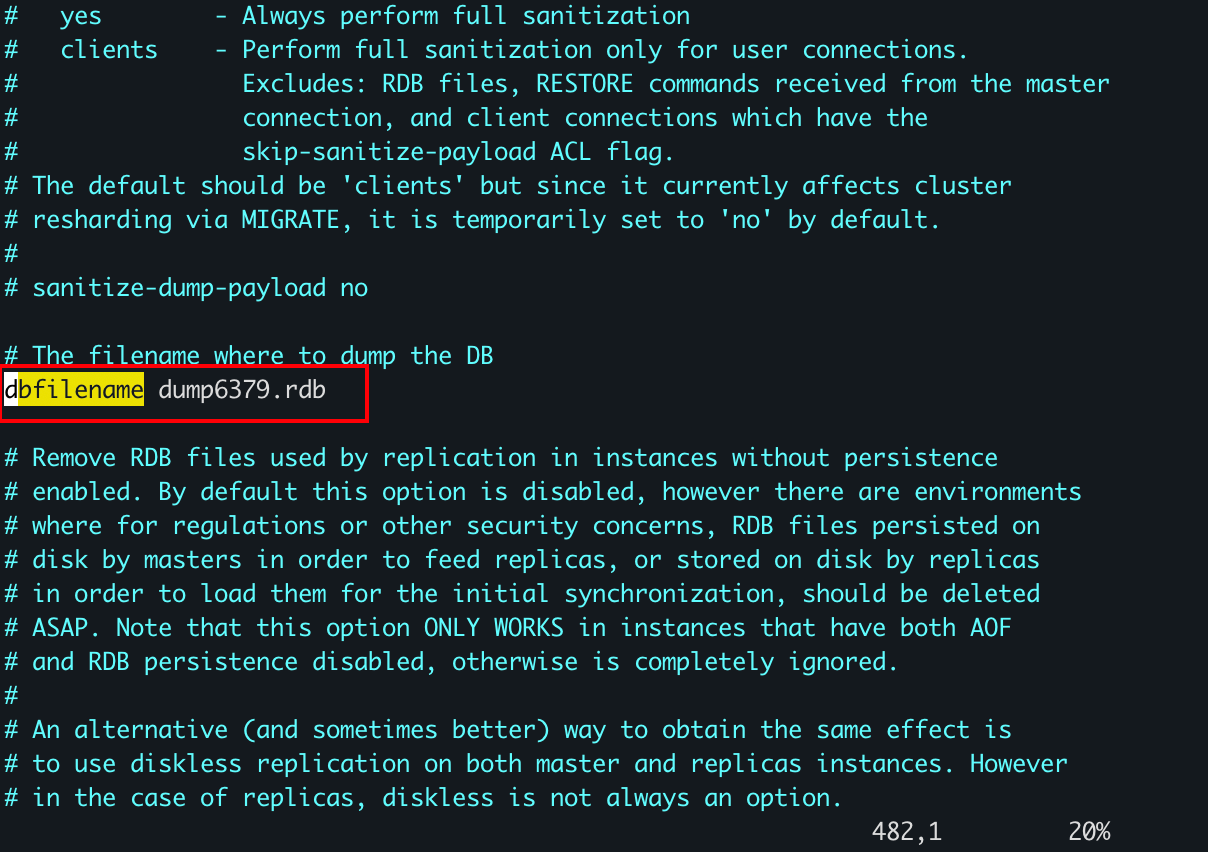 #   yes        - Always perform full sanitization
#   clients    - Perform full sanitization only for user connections.
#                Excludes: RDB files, RESTORE commands received from the master
#                connection, and client connections which have the
#                skip-sanitize-payload ACL flag.
# The default should be 'clients' but since it currently affects cluster
# resharding via MIGRATE, it is temporarily set to 'no' by default.
#
# sanitize-dump-payload no

# The filename where to dump the DB
dbfilename dump6379.rdb

# Remove RDB files used by replication in instances without persistence
# enabled. By default this option is disabled, however there are environments
# where for regulations or other security concerns, RDB files persisted on
# disk by masters in order to feed replicas, or stored on disk by replicas
# in order to load them for the initial synchronization, should be deleted
# ASAP. Note that this option ONLY WORKS in instances that have both AOF
# and RDB persistence disabled, otherwise is completely ignored.
#
# An alternative (and sometimes better) way to obtain the same effect is
# to use diskless replication on both master and replicas instances. However
# in the case of replicas, diskless is not always an option.
482,1         20%